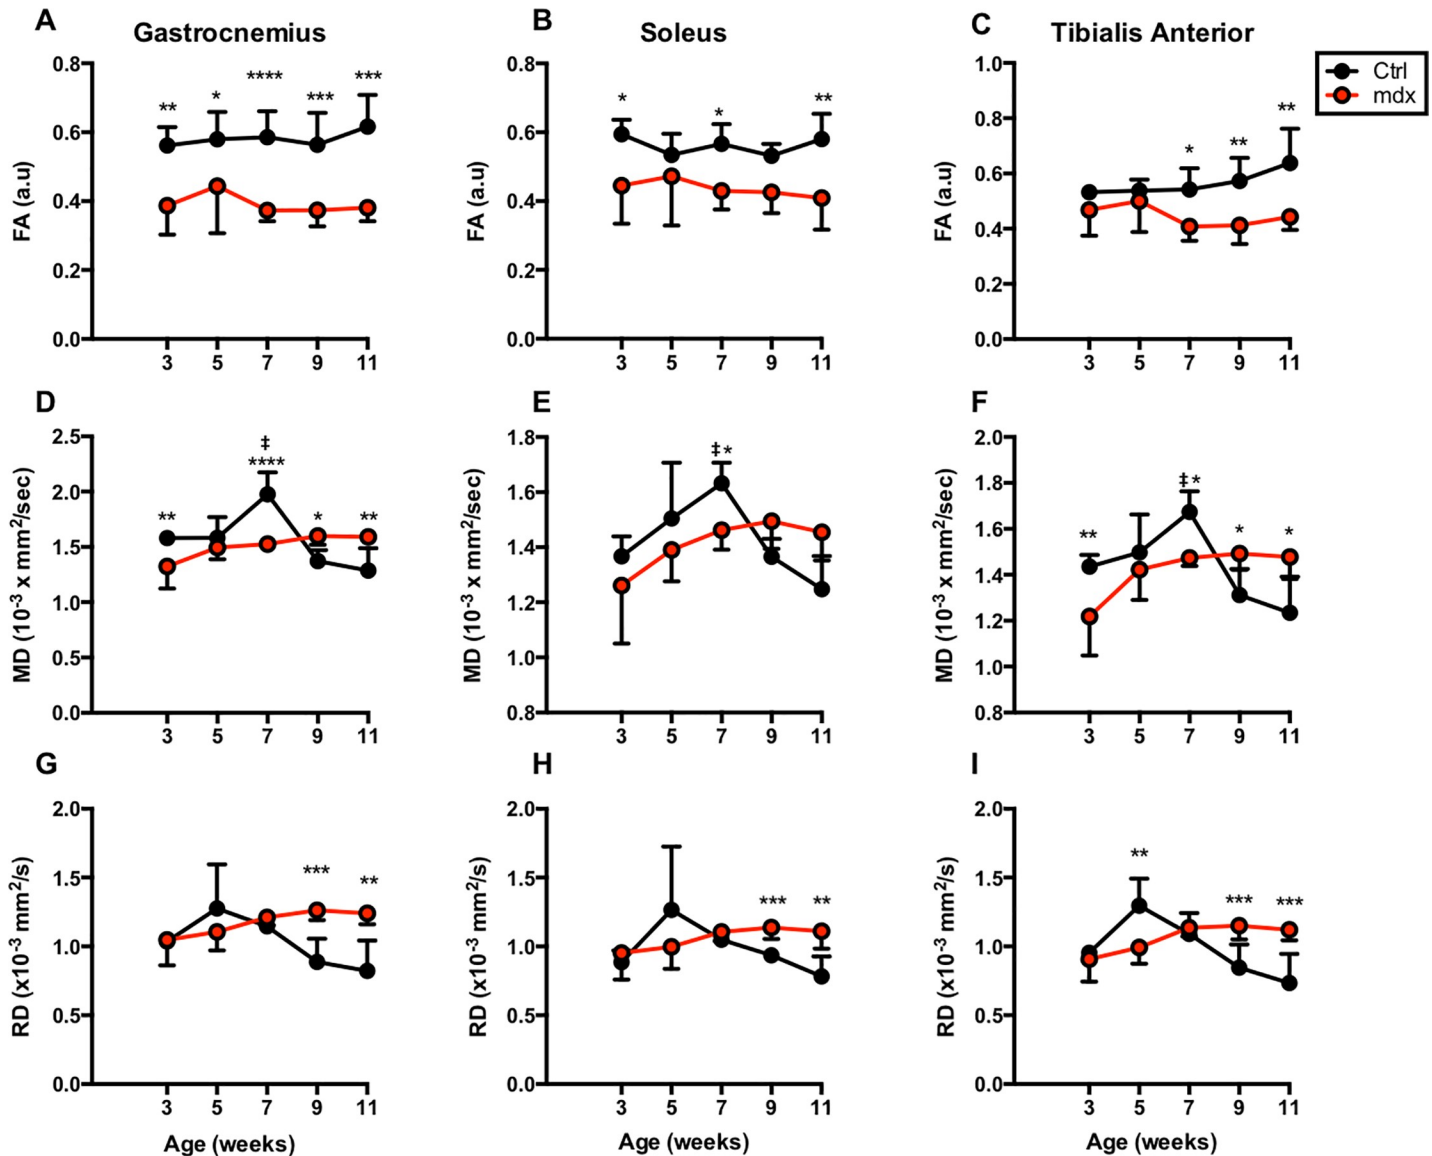 A
Gastrocnemius
B
Soleus
C
Tibialis Anterior
Ctrl
mdx
FA (a.u)
0.8
0.6
0.4
0.2
0.0
**
*
****
***
***
3 5 7 9 11
FA (a.u)
0.8
0.6
0.4
0.2
0.0
*
*
**
3 5 7 9 11
FA (a.u)
1.0
0.8
0.6
0.4
0.2
0.0
*
**
**
3 5 7 9 11
D
MD (10⁻³ x mm²/sec)
2.5
2.0
1.5
1.0
0.5
0.0
**
‡
****
*
**
3 5 7 9 11
E
MD (10⁻³ x mm²/sec)
1.8
1.6
1.4
1.2
1.0
0.8
‡*
3 5 7 9 11
F
MD (10⁻³ x mm²/sec)
2.0
1.8
1.6
1.4
1.2
1.0
0.8
**
‡*
*
*
3 5 7 9 11
G
RD (x10⁻³ mm²/s)
2.0
1.5
1.0
0.5
0.0
***
**
3 5 7 9 11
Age (weeks)
H
RD (x10⁻³ mm²/s)
2.0
1.5
1.0
0.5
0.0
***
**
3 5 7 9 11
Age (weeks)
I
RD (x10⁻³ mm²/s)
2.0
1.5
1.0
0.5
0.0
**
***
***
3 5 7 9 11
Age (weeks)